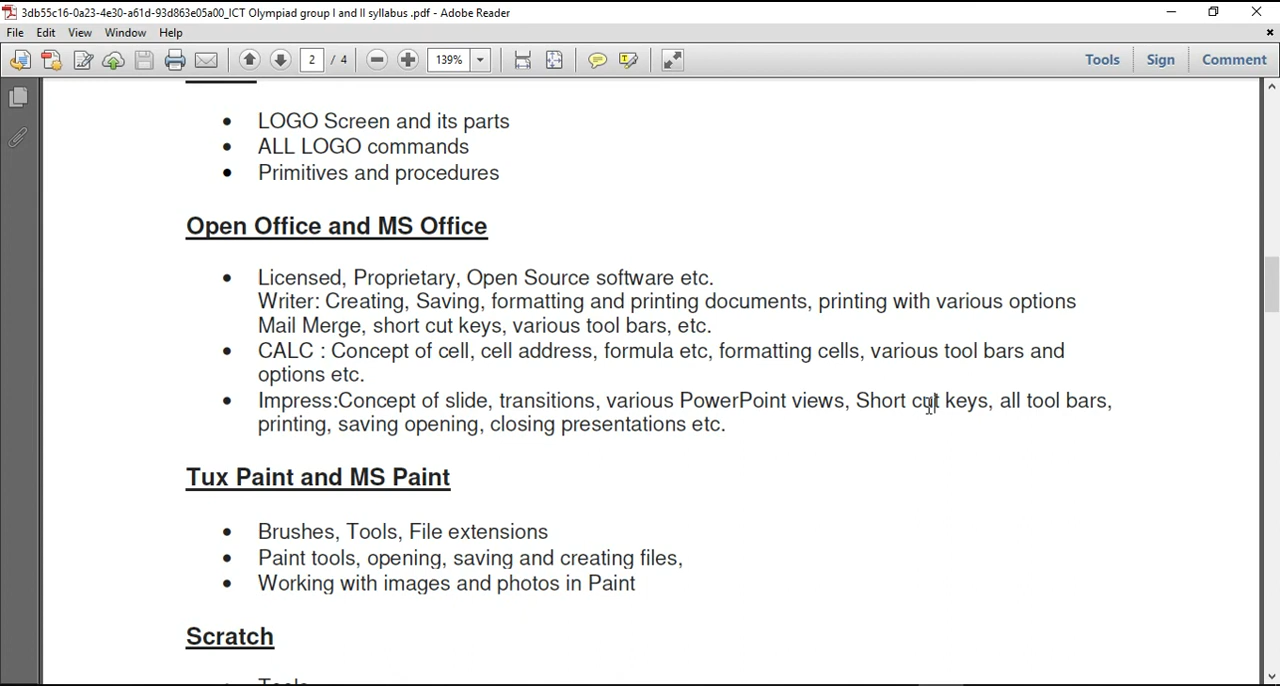 3db55c16-0a23-4e30-a61d-93d863e05a00_ICT Olympiad group I and II syllabus .pdf - Adobe Reader
File Edit View Window Help
2 / 4 139% Tools Sign Comment
• LOGO Screen and its parts
• ALL LOGO commands
• Primitives and procedures
Open Office and MS Office
• Licensed, Proprietary, Open Source software etc.
Writer: Creating, Saving, formatting and printing documents, printing with various options
Mail Merge, short cut keys, various tool bars, etc.
• CALC : Concept of cell, cell address, formula etc, formatting cells, various tool bars and
options etc.
• Impress:Concept of slide, transitions, various PowerPoint views, Short cut keys, all tool bars,
printing, saving opening, closing presentations etc.
Tux Paint and MS Paint
• Brushes, Tools, File extensions
• Paint tools, opening, saving and creating files,
• Working with images and photos in Paint
Scratch